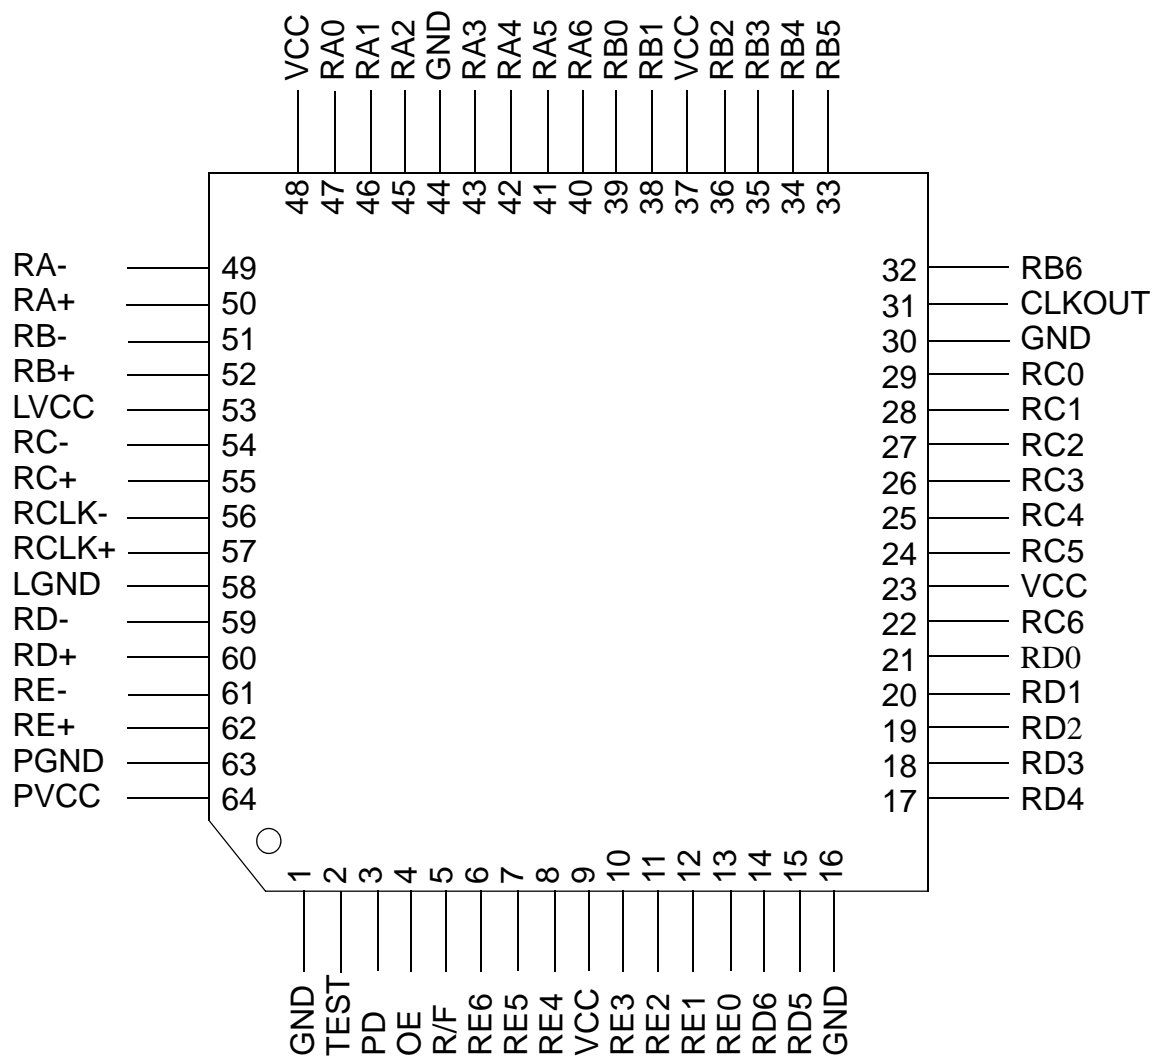 VCC RA0 RA1 RA2 GND RA3 RA4 RA5 RA6 RB0 RB1 VCC RB2 RB3 RB4 RB5
48 47 46 45 44 43 42 41 40 39 38 37 36 35 34 33
RA- 49 32 RB6
RA+ 50 31 CLKOUT
RB- 51 30 GND
RB+ 52 29 RC0
LVCC 53 28 RC1
RC- 54 27 RC2
RC+ 55 26 RC3
RCLK- 56 25 RC4
RCLK+ 57 24 RC5
LGND 58 23 VCC
RD- 59 22 RC6
RD+ 60 21 RD0
RE- 61 20 RD1
RE+ 62 19 RD2
PGND 63 18 RD3
PVCC 64 17 RD4
1 2 3 4 5 6 7 8 9 10 11 12 13 14 15 16
GND TEST PD OE R/F RE6 RE5 RE4 VCC RE3 RE2 RE1 RE0 RD6 RD5 GND